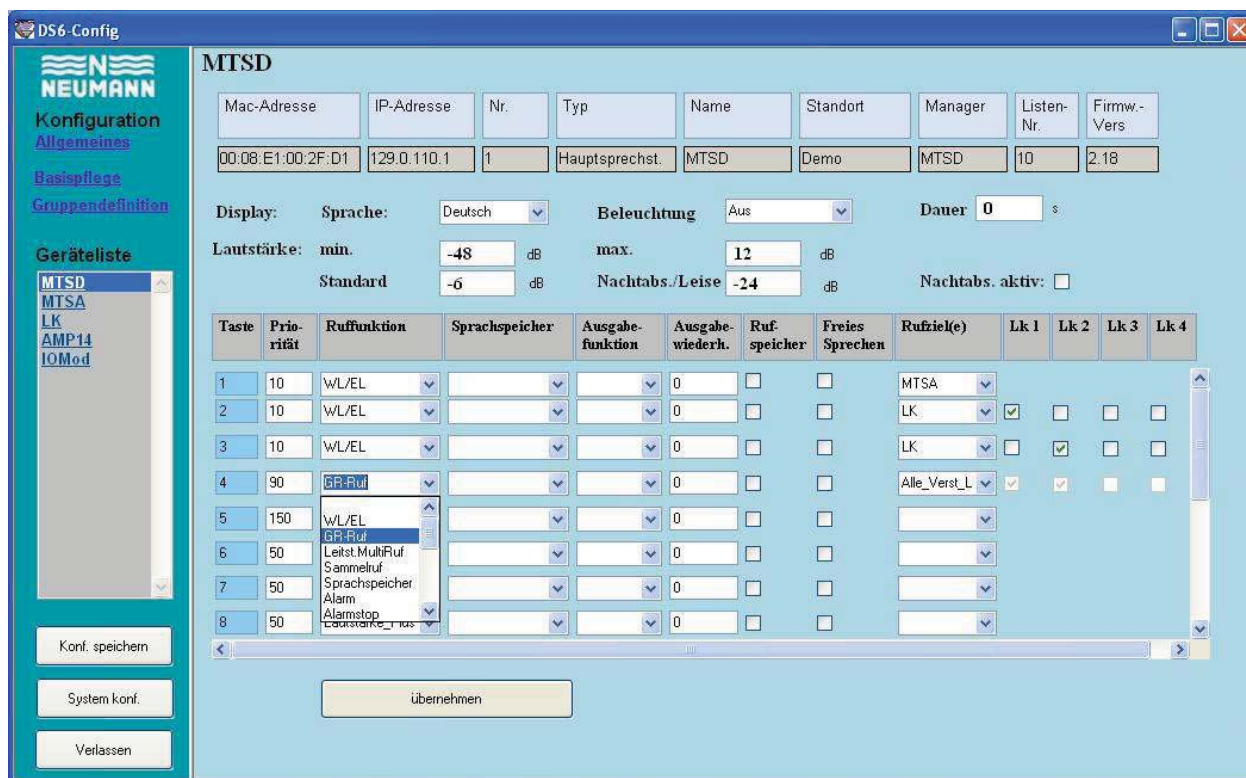 DS6-Config
N
NEUMANN
Konfiguration
Allgemeines
Basispflege
Gruppendefinition
Geräteliste
MTSD
MTSA
LK
AMP14
IOMod
Konf. speichern
System konf.
Verlassen
MTSD
Mac-Adresse IP-Adresse Nr. Typ Name Standort Manager Listen-Nr. Firmw.-Vers
00:08:E1:00:2F:D1 129.0.110.1 1 Hauptsprechst. MTSD Demo MTSD 10 2.18
Display: Sprache: Deutsch Beleuchtung Aus Dauer 0 s
Lautstärke: min. -48 dB max. 12 dB
Standard -6 dB Nachtabs./Leise -24 dB Nachtabs. aktiv:
Taste Prio-rität Ruffunktion Sprachspeicher Ausgabe-funktion Ausgabe-wiederh. Ruf-speicher Freies Sprechen Rufziel(e) Lk 1 Lk 2 Lk 3 Lk 4
1 10 WL/EL 0 MTSA
2 10 WL/EL 0 LK
3 10 WL/EL 0 LK
4 90 GR-Ruf 0 Alle_Verst_L
5 150 0
6 50 0
7 50 0
8 50 Lautstärke_Plus 0
WL/EL
GR-Ruf
Leitst.MultiRuf
Sammelruf
Sprachspeicher
Alarm
Alarmstop
übernehmen